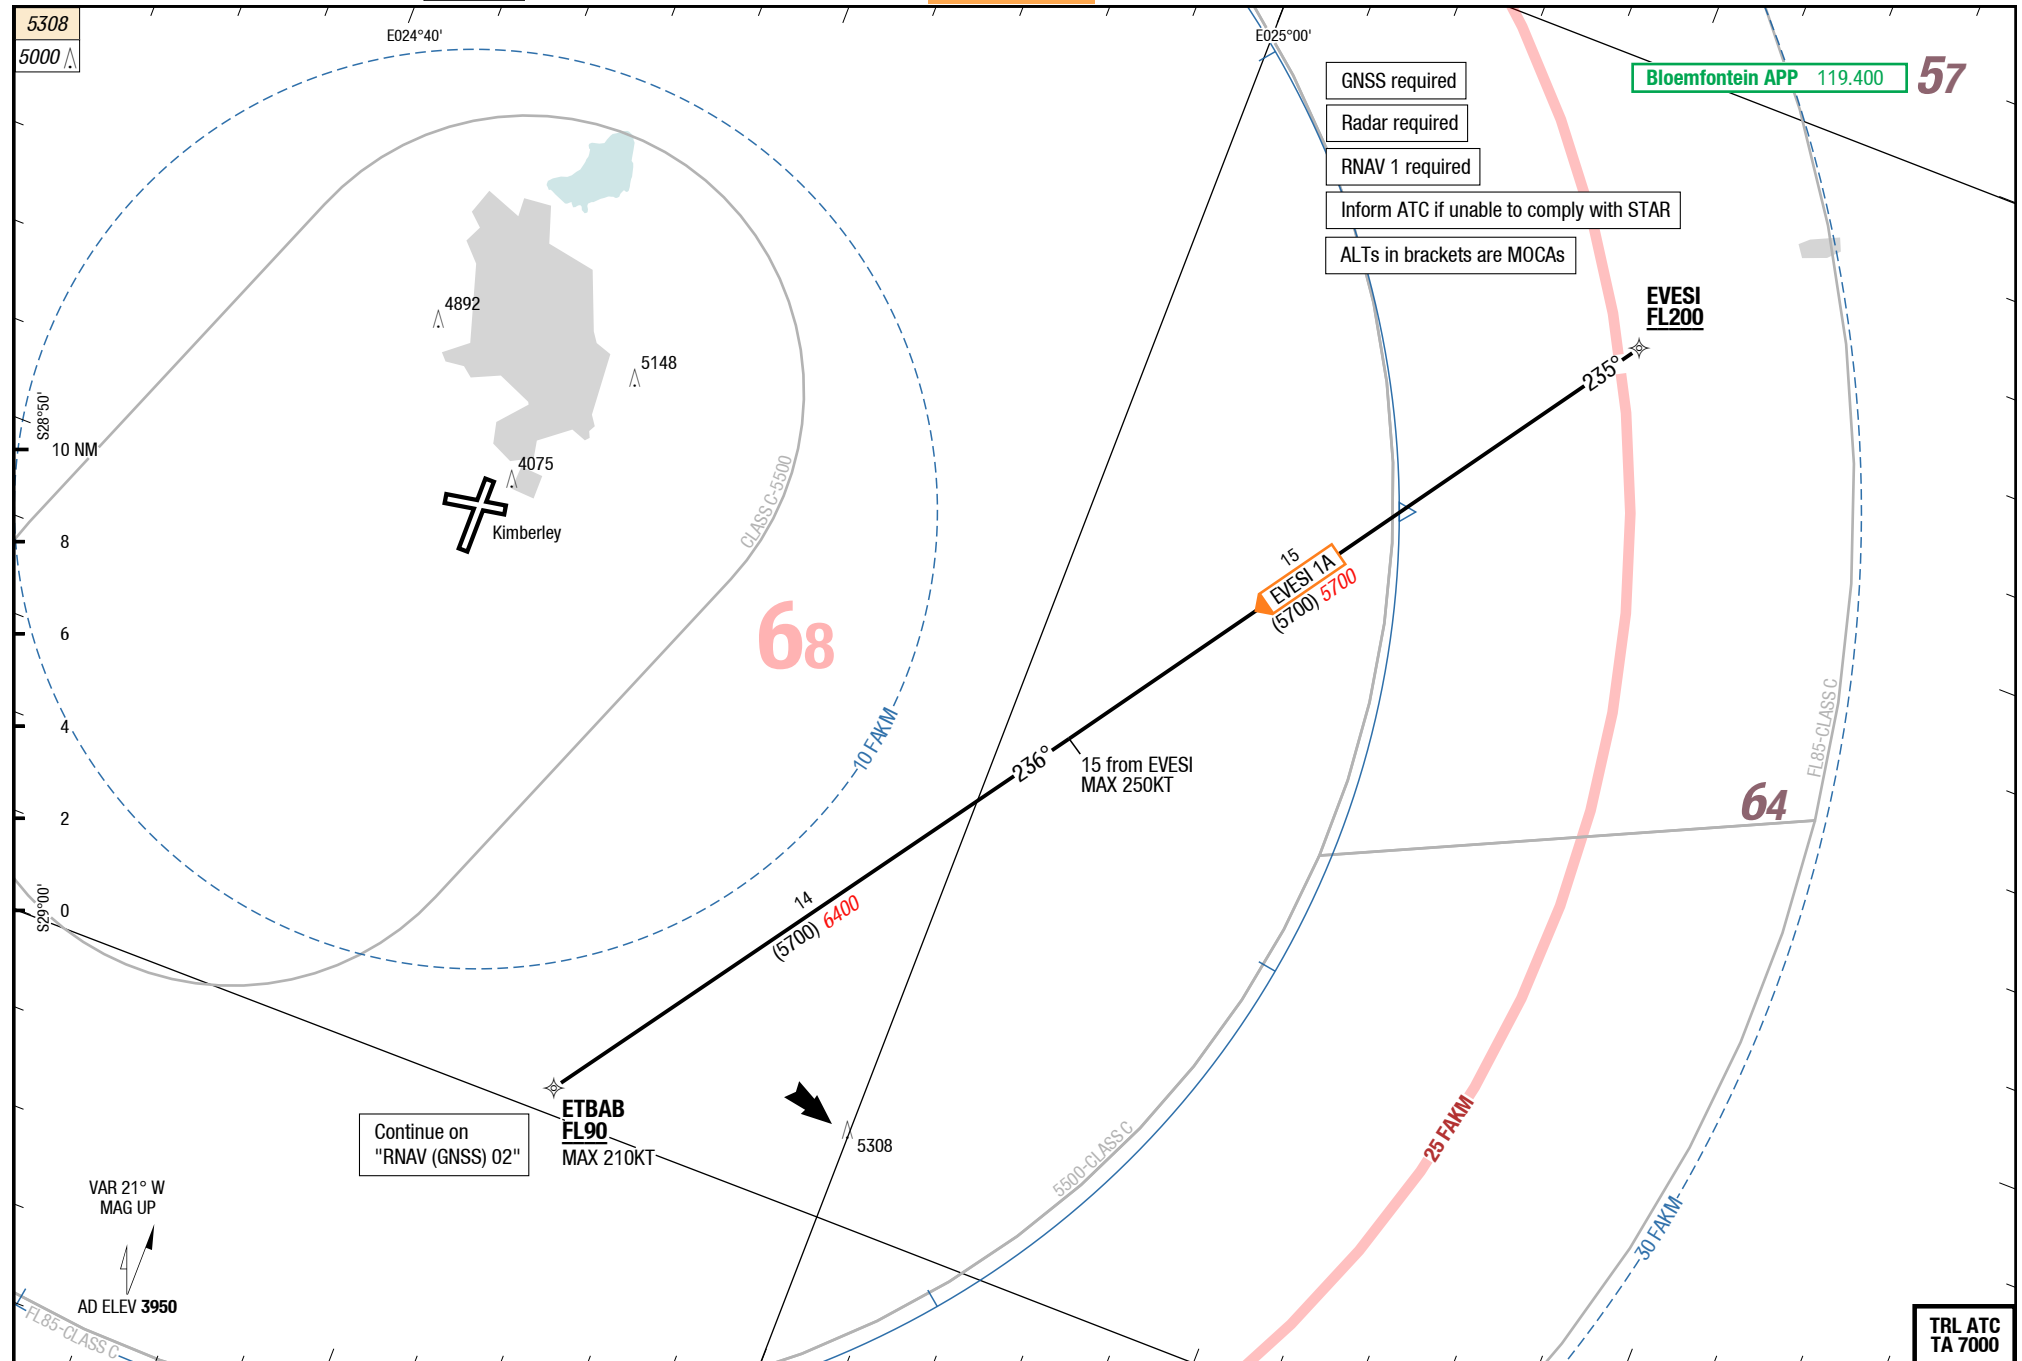 5308
5000
E024°40'
E025°00'
GNSS required
Radar required
RNAV 1 required
Inform ATC if unable to comply with STAR
ALTs in brackets are MOCAs
Bloemfontein APP 119.400
57
EVESI
FL200
235°
4892
5148
4075
Kimberley
S28°50'
10 NM
8
6
4
2
0
S29°00'
CLASS C-5500
68
10 FAKM
15
EVESI 1A
(5700) 5700
236°
15 from EVESI
MAX 250KT
14
(5700) 6400
FL85-CLASS C
64
ETBAB
FL90
MAX 210KT
Continue on
"RNAV (GNSS) 02"
5308
5500-CLASS C
25 FAKM
30 FAKM
VAR 21° W
MAG UP
AD ELEV 3950
FL85-CLASS C
TRL ATC
TA 7000